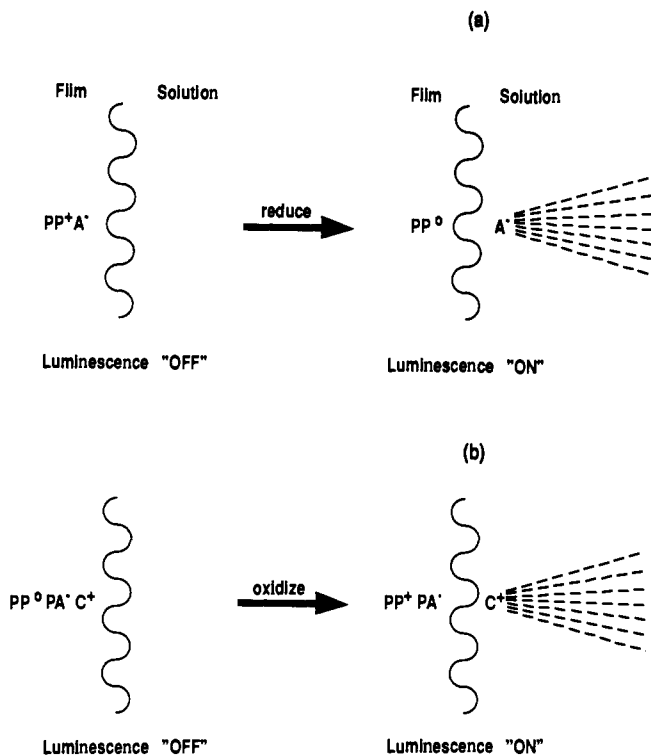 (a)
Film Solution Film Solution
PP⁺A⁻ reduce PP⁰ A⁻
Luminescence "OFF" Luminescence "ON"
(b)
PP⁰ PA⁻ C⁺ oxidize PP⁺ PA⁻ C⁺
Luminescence "OFF" Luminescence "ON"